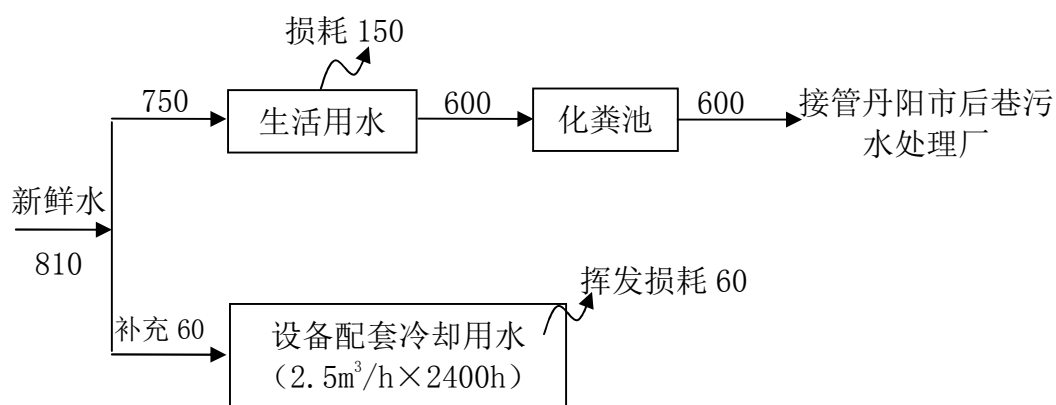 损耗 150
750
生活用水
600
化粪池
600
接管丹阳市后巷污
水处理厂
新鲜水
810
补充 60
挥发损耗 60
设备配套冷却用水
（2.5m³/h×2400h）